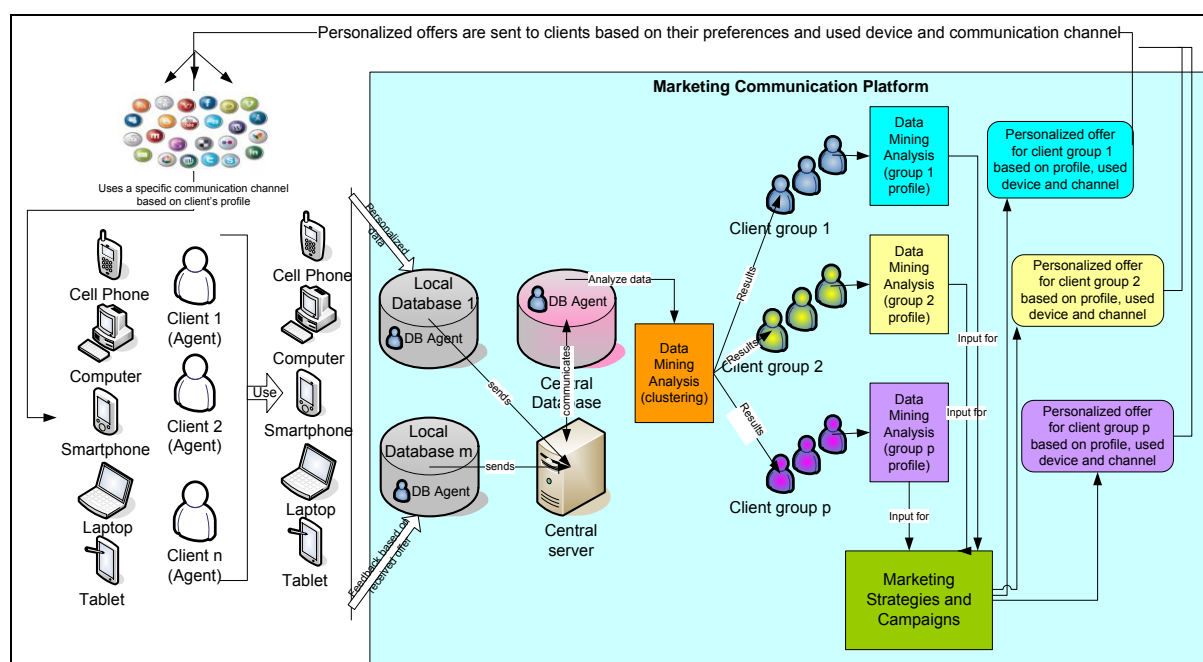 Personalized offers are sent to clients based on their preferences and used device and communication channel
Uses a specific communication channel
based on client's profile
Cell Phone
Computer
Smartphone
Laptop
Tablet
Client 1
(Agent)
Client 2
(Agent)
Client n
(Agent)
Use
Cell Phone
Computer
Smartphone
Laptop
Tablet
Marketing Communication Platform
Personalized
data
Feedback based on
received offer
Local
Database 1
DB Agent
Local
Database m
DB Agent
sends
sends
DB Agent
Central
Database
communicates
Central
server
Analyze data
Data
Mining
Analysis
(clustering)
Results
Results
Results
Client group 1
Client group 2
Client group p
Data
Mining
Analysis
(group 1
profile)
Data
Mining
Analysis
(group 2
profile)
Data
Mining
Analysis
(group p
profile)
Input for
Input for
Input for
Marketing
Strategies and
Campaigns
Personalized offer
for client group 1
based on profile, used
device and channel
Personalized offer
for client group 2
based on profile, used
device and channel
Personalized offer
for client group p
based on profile, used
device and channel